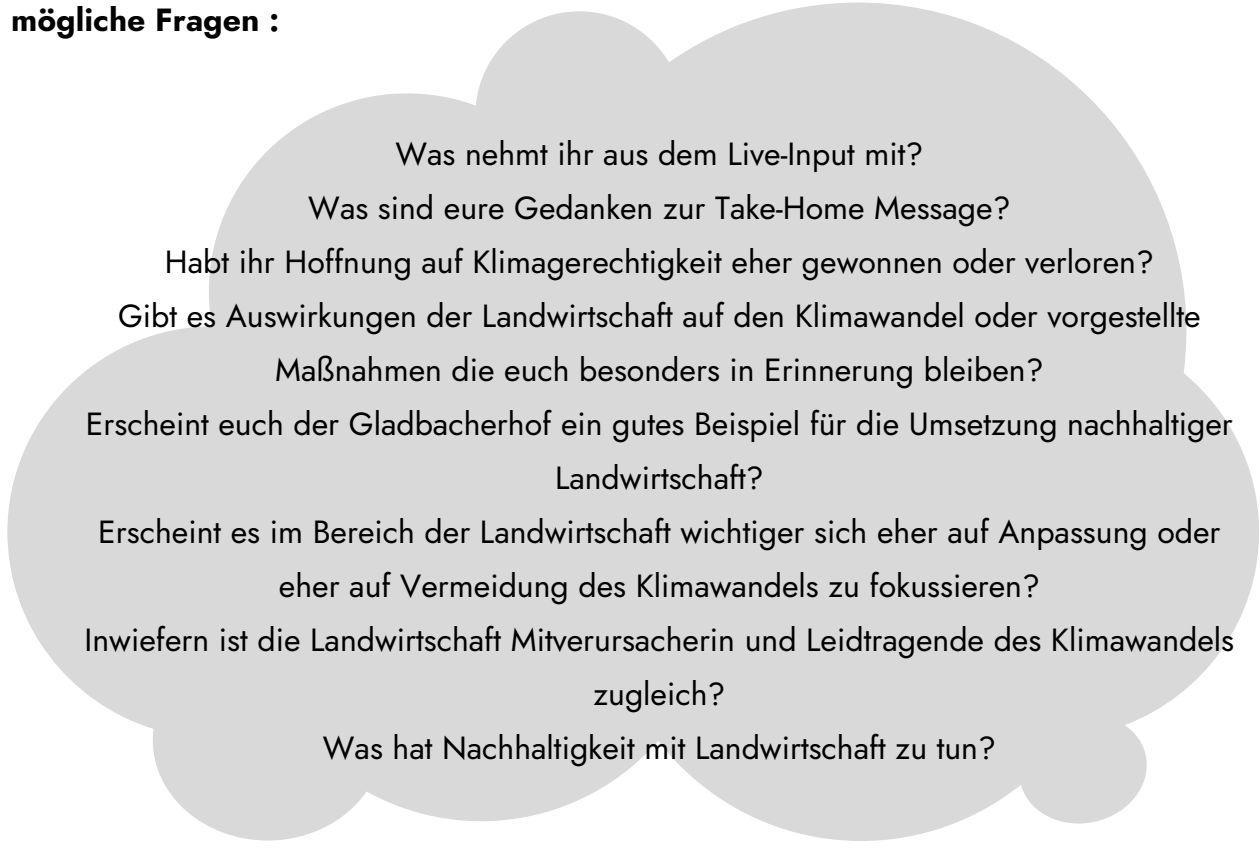 mögliche Fragen :
Was nehmt ihr aus dem Live-Input mit?
Was sind eure Gedanken zur Take-Home Message?
Habt ihr Hoffnung auf Klimagerechtigkeit eher gewonnen oder verloren?
Gibt es Auswirkungen der Landwirtschaft auf den Klimawandel oder vorgestellte
Maßnahmen die euch besonders in Erinnerung bleiben?
Erscheint euch der Gladbacherhof ein gutes Beispiel für die Umsetzung nachhaltiger
Landwirtschaft?
Erscheint es im Bereich der Landwirtschaft wichtiger sich eher auf Anpassung oder
eher auf Vermeidung des Klimawandels zu fokussieren?
Inwiefern ist die Landwirtschaft Mitverursacherin und Leidtragende des Klimawandels
zugleich?
Was hat Nachhaltigkeit mit Landwirtschaft zu tun?